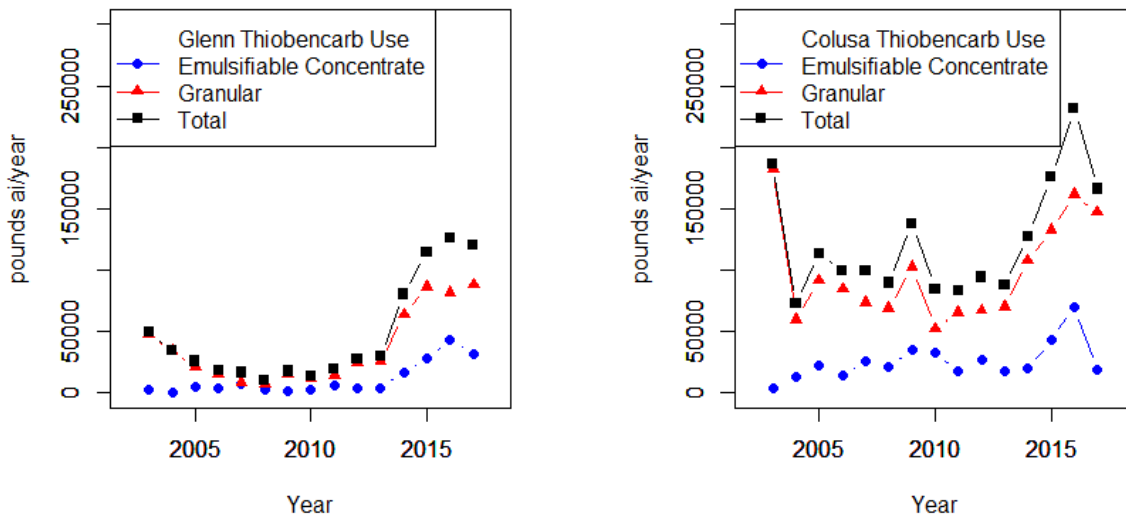 Glenn Thiobencarb Use
Emulsifiable Concentrate
Granular
Total
pounds ai/year
0
50000
150000
250000
2005
2010
2015
Year
Colusa Thiobencarb Use
Emulsifiable Concentrate
Granular
Total
pounds ai/year
0
50000
150000
250000
2005
2010
2015
Year